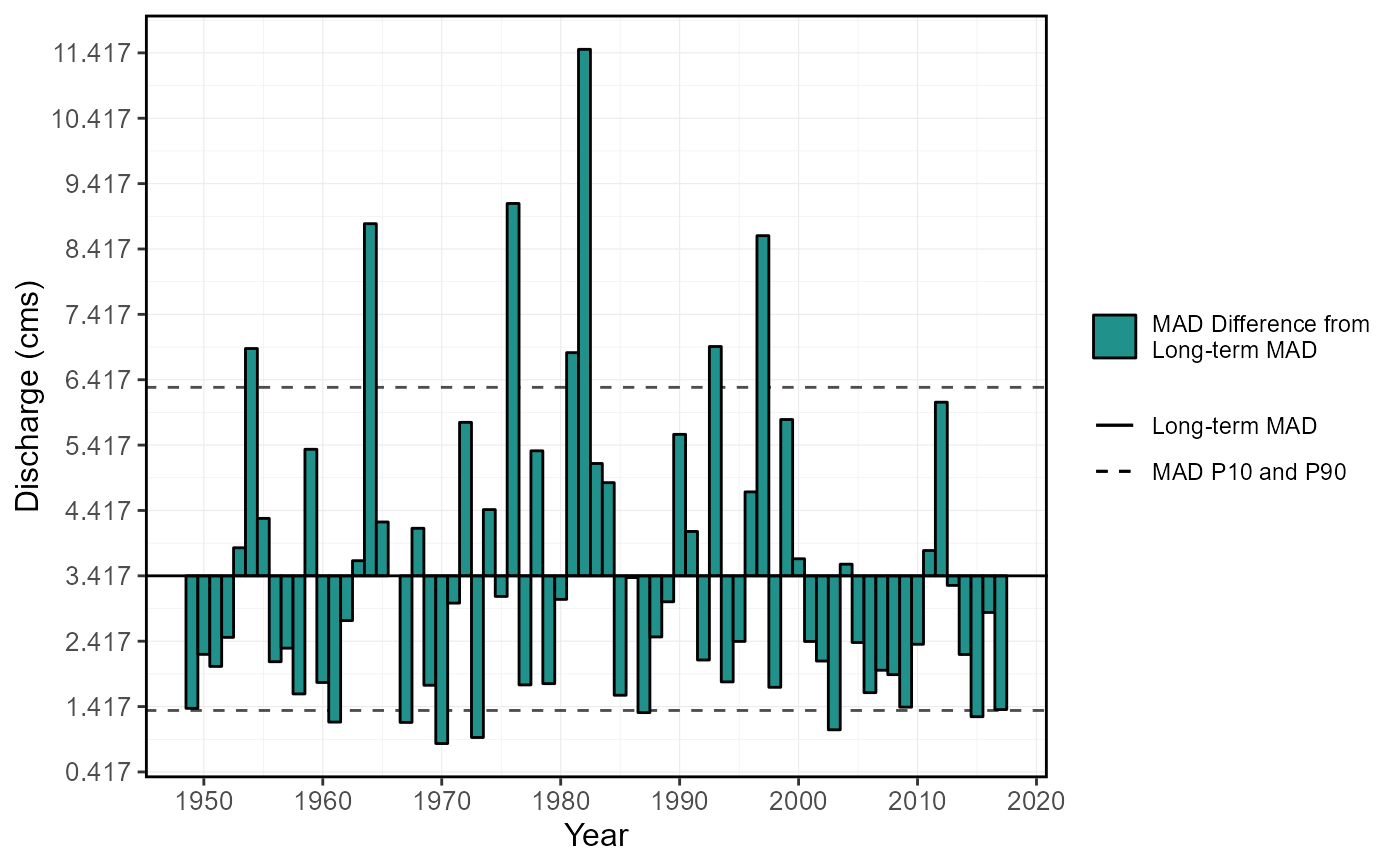 11.417
10.417
9.417
8.417
7.417
6.417
5.417
4.417
3.417
2.417
1.417
0.417
Discharge (cms)
1950 1960 1970 1980 1990 2000 2010 2020
Year
MAD Difference from
Long-term MAD
Long-term MAD
MAD P10 and P90